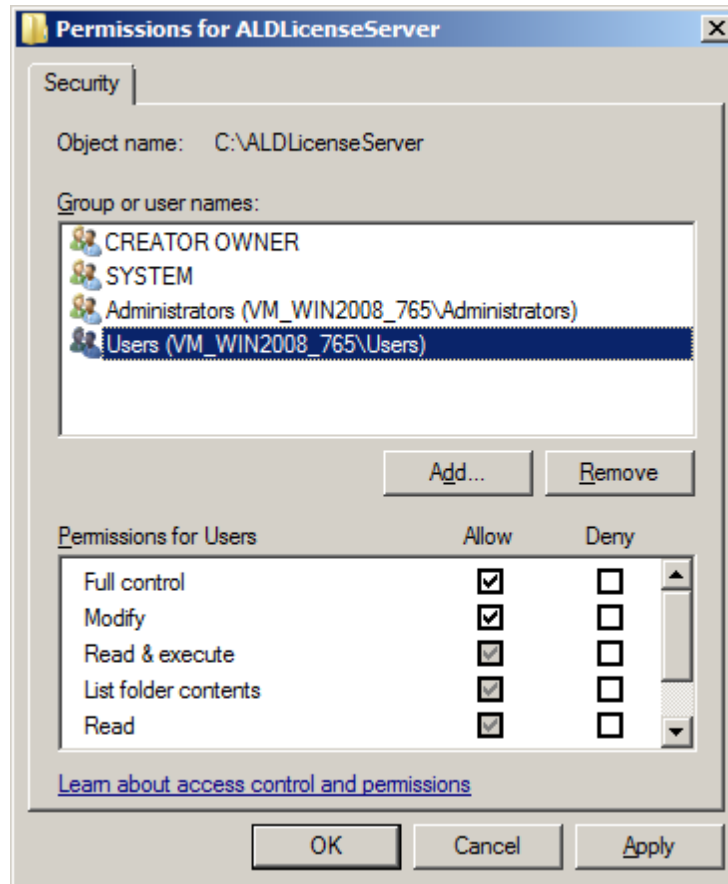 Permissions for ALDLicenseServer
Security
Object name: C:\ALDLicenseServer
Group or user names:
CREATOR OWNER
SYSTEM
Administrators (VM_WIN2008_765\Administrators)
Users (VM_WIN2008_765\Users)
Add... Remove
Permissions for Users Allow Deny
Full control
Modify
Read & execute
List folder contents
Read
Learn about access control and permissions
OK Cancel Apply